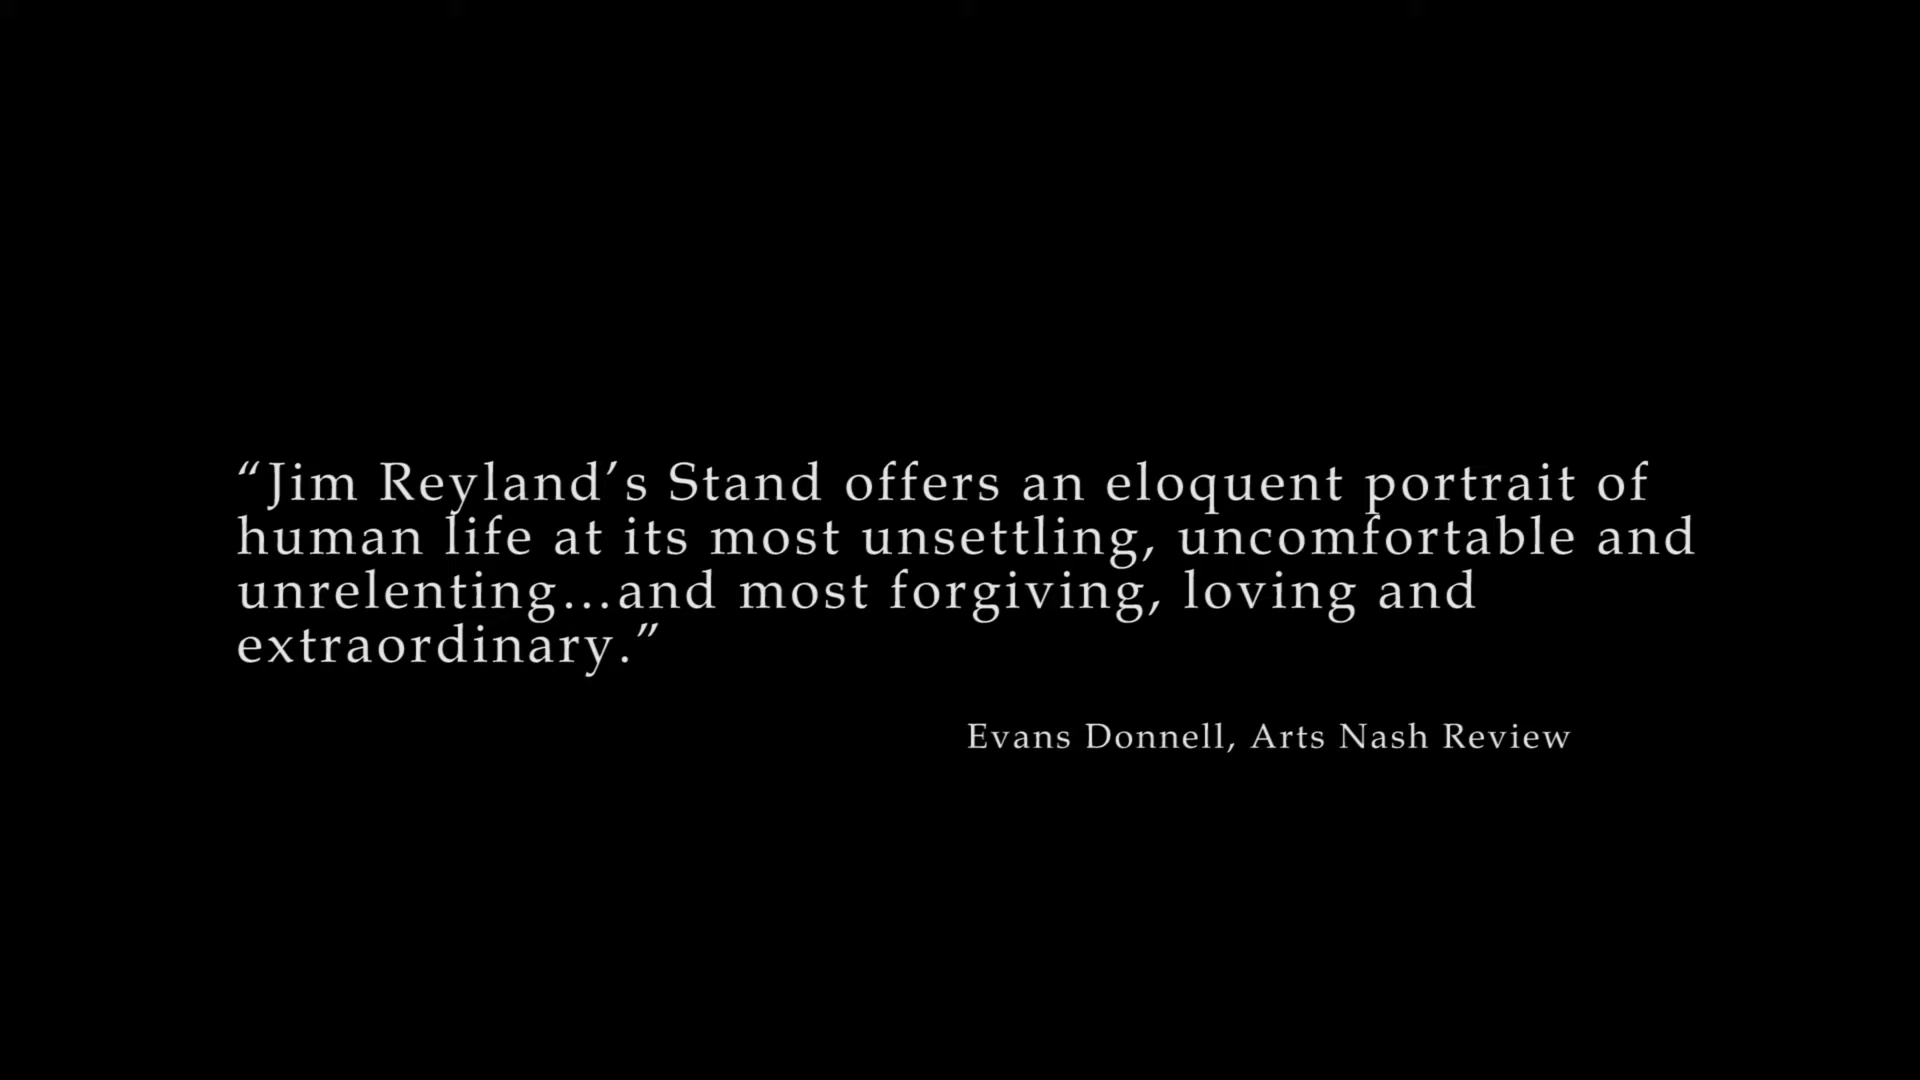 “Jim Reyland’s Stand offers an eloquent portrait of
human life at its most unsettling, uncomfortable and
unrelenting…and most forgiving, loving and
extraordinary.”
Evans Donnell, Arts Nash Review